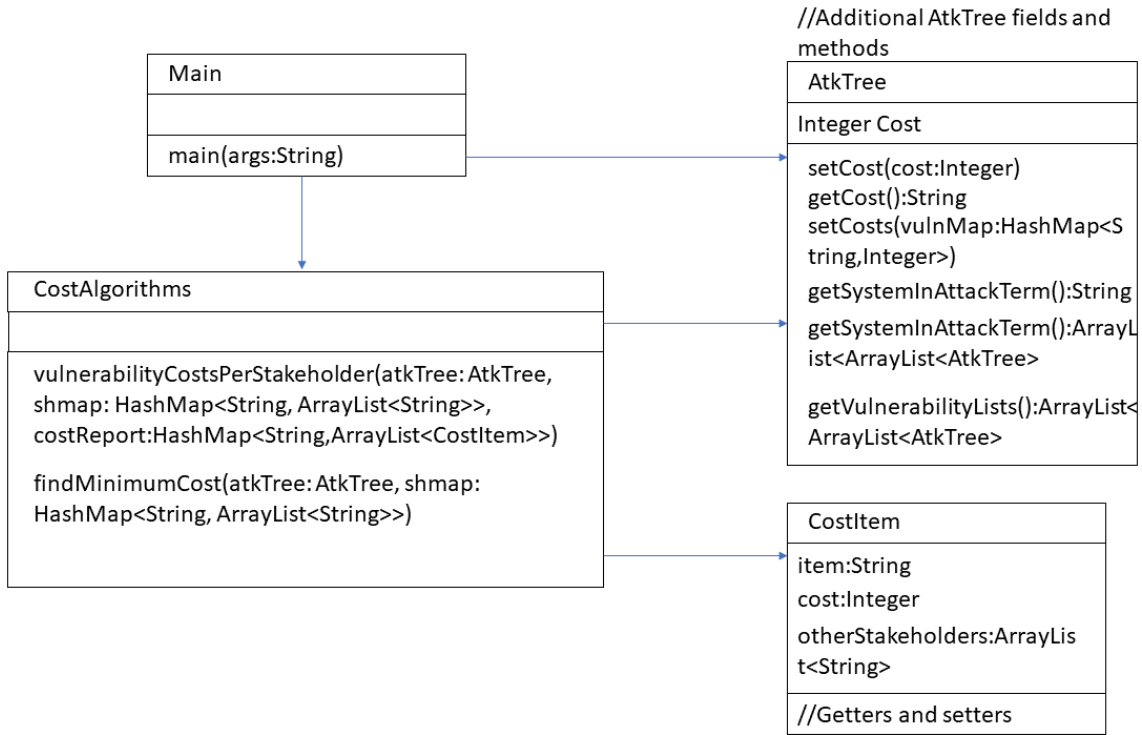 Main
main(args:String)
CostAlgorithms
vulnerabilityCostsPerStakeholder(atkTree: AtkTree,
shmap: HashMap<String, ArrayList<String>>,
costReport:HashMap<String,ArrayList<CostItem>>)
findMinimumCost(atkTree: AtkTree, shmap:
HashMap<String, ArrayList<String>>)
//Additional AtkTree fields and
methods
AtkTree
Integer Cost
setCost(cost:Integer)
getCost():String
setCosts(vulnMap:HashMap<S
tring,Integer>)
getSystemInAttackTerm():String
getSystemInAttackTerm():ArrayL
ist<ArrayList<AtkTree>
getVulnerabilityLists():ArrayList<
ArrayList<AtkTree>
CostItem
item:String
cost:Integer
otherStakeholders:ArrayLis
t<String>
//Getters and setters